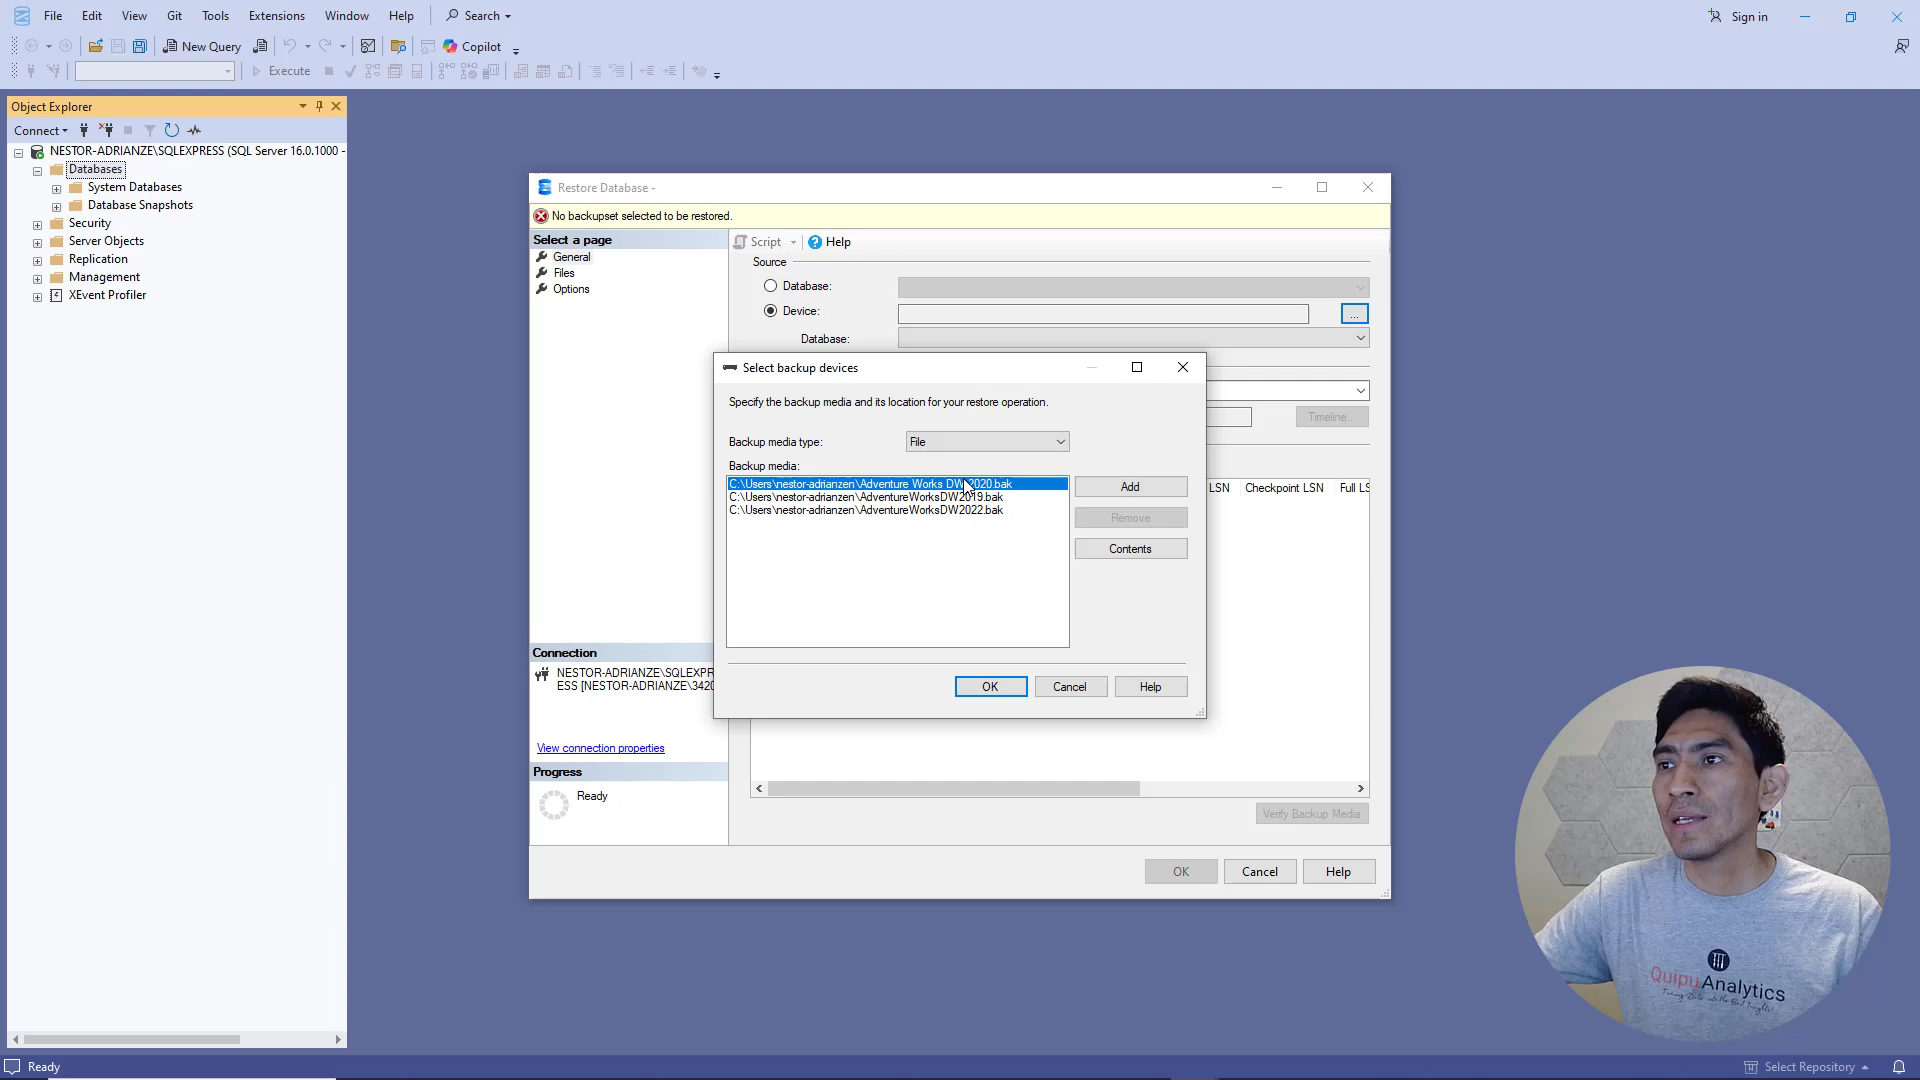 File Edit View Git Tools Extensions Window Help Search Sign in
New Query Copilot
Execute
Object Explorer
Connect
NESTOR-ADRIANZE\SQLEXPRESS (SQL Server 16.0.1000 -
Databases
System Databases
Database Snapshots
Security
Server Objects
Replication
Management
XEvent Profiler
Restore Database -
No backupset selected to be restored.
Select a page
General
Files
Options
Script Help
Source
Database:
Device:
...
Database:
Timeline...
LSN Checkpoint LSN Full LS
Select backup devices
Specify the backup media and its location for your restore operation.
Backup media type: File
Backup media:
C:\Users\nestor-adrianzen\Adventure Works DW 2020.bak
C:\Users\nestor-adrianzen\AdventureWorksDW2019.bak
C:\Users\nestor-adrianzen\AdventureWorksDW2022.bak
Add
Remove
Contents
OK Cancel Help
Connection
NESTOR-ADRIANZE\SQLEXPR
ESS [NESTOR-ADRIANZE\3420
View connection properties
Progress
Ready
Verify Backup Media
OK Cancel Help
Quipu Analytics
Ready
Select Repository